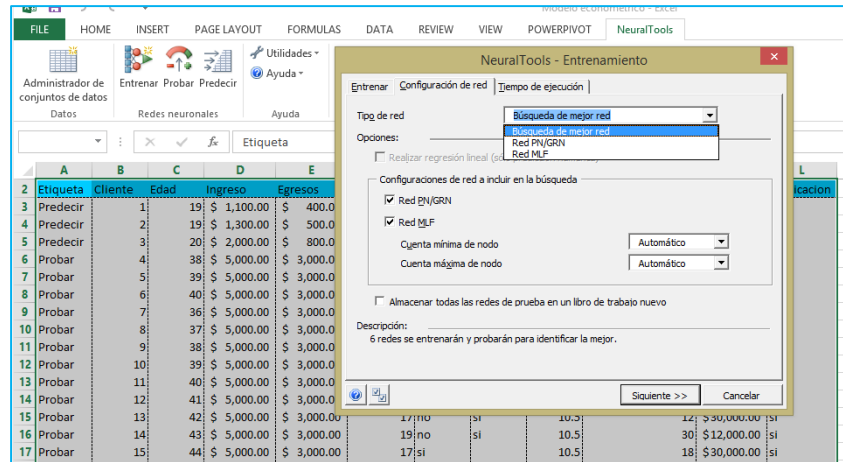 Modelo econometrico - Excel
FILE HOME INSERT PAGE LAYOUT FORMULAS DATA REVIEW VIEW POWERPIVOT NeuralTools
Administrador de conjuntos de datos
Entrenar Probar Predecir
Utilidades
Ayuda
Datos
Redes neuronales
Ayuda
fx Etiqueta
A B C D E L
2 Etiqueta Cliente Edad Ingreso Egresos icacion
3 Predecir 1 19 $ 1,100.00 $ 400.0
4 Predecir 2 19 $ 1,300.00 $ 500.0
5 Predecir 3 20 $ 2,000.00 $ 800.0
6 Probar 4 38 $ 5,000.00 $ 3,000.0
7 Probar 5 39 $ 5,000.00 $ 3,000.0
8 Probar 6 40 $ 5,000.00 $ 3,000.0
9 Probar 7 36 $ 5,000.00 $ 3,000.0
10 Probar 8 37 $ 5,000.00 $ 3,000.0
11 Probar 9 38 $ 5,000.00 $ 3,000.0
12 Probar 10 39 $ 5,000.00 $ 3,000.0
13 Probar 11 40 $ 5,000.00 $ 3,000.0
14 Probar 12 41 $ 5,000.00 $ 3,000.0
15 Probar 13 42 $ 5,000.00 $ 3,000.00 17 no si 10.5 12 $30,000.00 si
16 Probar 14 43 $ 5,000.00 $ 3,000.00 19 no si 10.5 30 $12,000.00 si
17 Probar 15 44 $ 5,000.00 $ 3,000.00 17 si 10.5 18 $30,000.00 si
NeuralTools - Entrenamiento
Entrenar Configuración de red Tiempo de ejecución
Tipo de red Búsqueda de mejor red
Búsqueda de mejor red
Red PN/GRN
Red MLF
Opciones:
Realizar regresión lineal
Configuraciones de red a incluir en la búsqueda
Red PN/GRN
Red MLF
Cuenta mínima de nodo Automático
Cuenta máxima de nodo Automático
Almacenar todas las redes de prueba en un libro de trabajo nuevo
Descripción:
6 redes se entrenarán y probarán para identificar la mejor.
Siguiente >> Cancelar